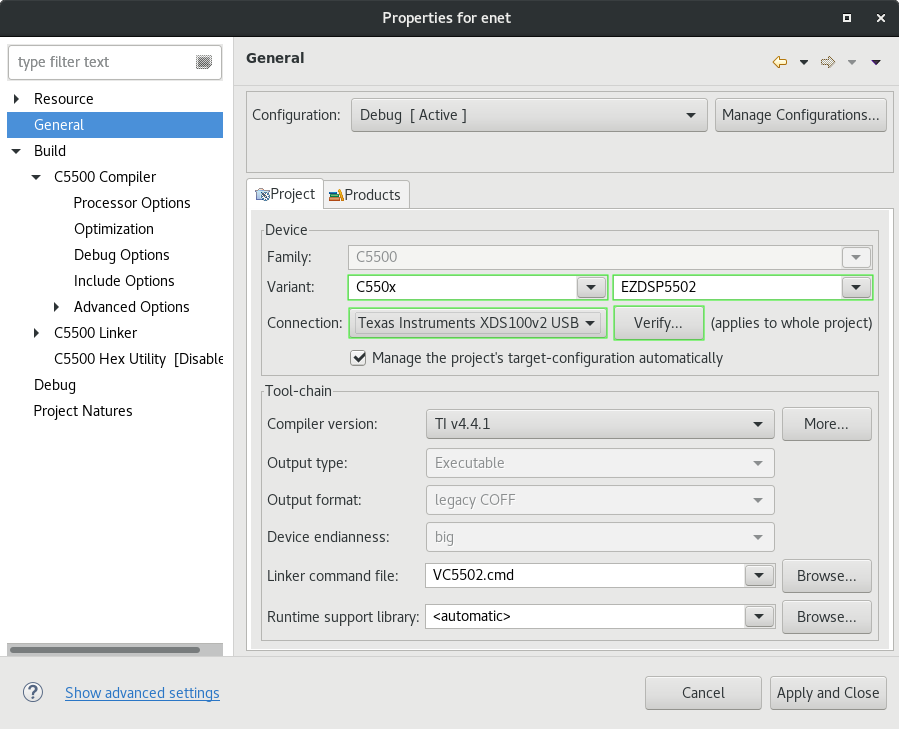 Properties for enet
type filter text
Resource
General
Build
C5500 Compiler
Processor Options
Optimization
Debug Options
Include Options
Advanced Options
C5500 Linker
C5500 Hex Utility  [Disable
Debug
Project Natures
General
Configuration: Debug  [ Active ] Manage Configurations...
Project Products
Device
Family: C5500
Variant: C550x EZDSP5502
Connection: Texas Instruments XDS100v2 USB Verify... (applies to whole project)
Manage the project's target-configuration automatically
Tool-chain
Compiler version: TI v4.4.1 More...
Output type: Executable
Output format: legacy COFF
Device endianness: big
Linker command file: VC5502.cmd Browse...
Runtime support library: <automatic> Browse...
? Show advanced settings Cancel Apply and Close